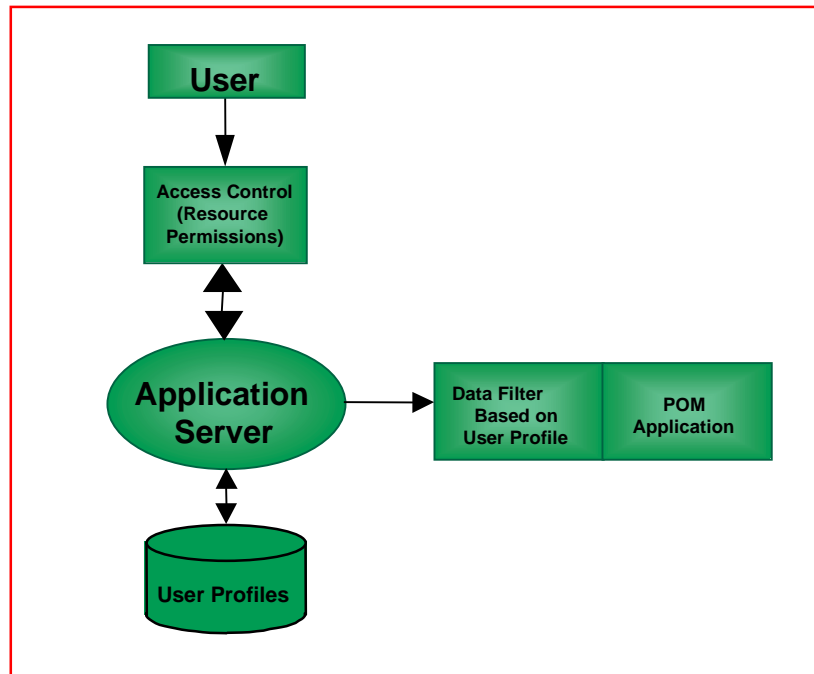 User
Access Control
(Resource
Permissions)
Application
Server
Data Filter
Based on
User Profile
POM
Application
User Profiles